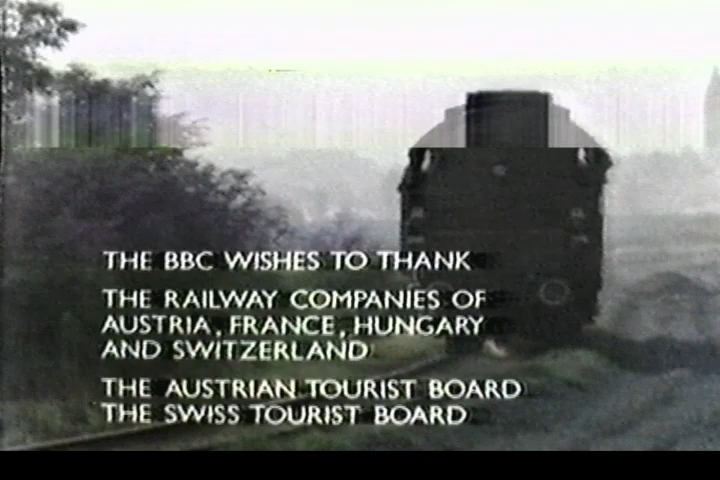 THE BBC WISHES TO THANK
THE RAILWAY COMPANIES OF
AUSTRIA, FRANCE, HUNGARY
AND SWITZERLAND
THE AUSTRIAN TOURIST BOARD
THE SWISS TOURIST BOARD